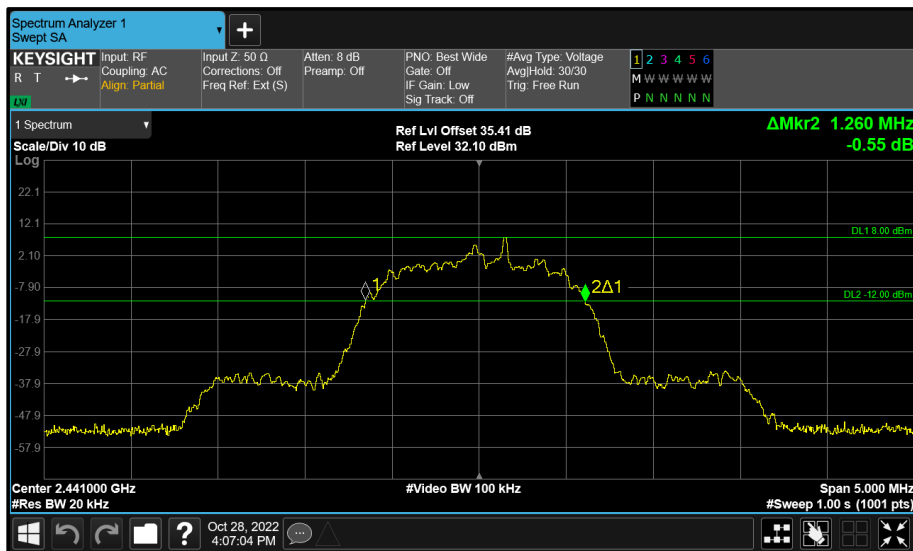 Spectrum Analyzer 1
Swept SA
KEYSIGHT
R T
LXI
Input: RF
Coupling: AC
Align: Partial
Input Z: 50 Ω
Corrections: Off
Freq Ref: Ext (S)
Atten: 8 dB
Preamp: Off
PNO: Best Wide
Gate: Off
IF Gain: Low
Sig Track: Off
#Avg Type: Voltage
Avg|Hold: 30/30
Trig: Free Run
1 2 3 4 5 6
M W W W W W
P N N N N N
1 Spectrum
Scale/Div 10 dB
Log
Ref Lvl Offset 35.41 dB
Ref Level 32.10 dBm
ΔMkr2 1.260 MHz
-0.55 dB
22.1
12.1
2.10
-7.90
-17.9
-27.9
-37.9
-47.9
-57.9
DL1 8.00 dBm
1
2Δ1
DL2 -12.00 dBm
Center 2.441000 GHz
#Res BW 20 kHz
#Video BW 100 kHz
Span 5.000 MHz
#Sweep 1.00 s (1001 pts)
?
Oct 28, 2022
4:07:04 PM